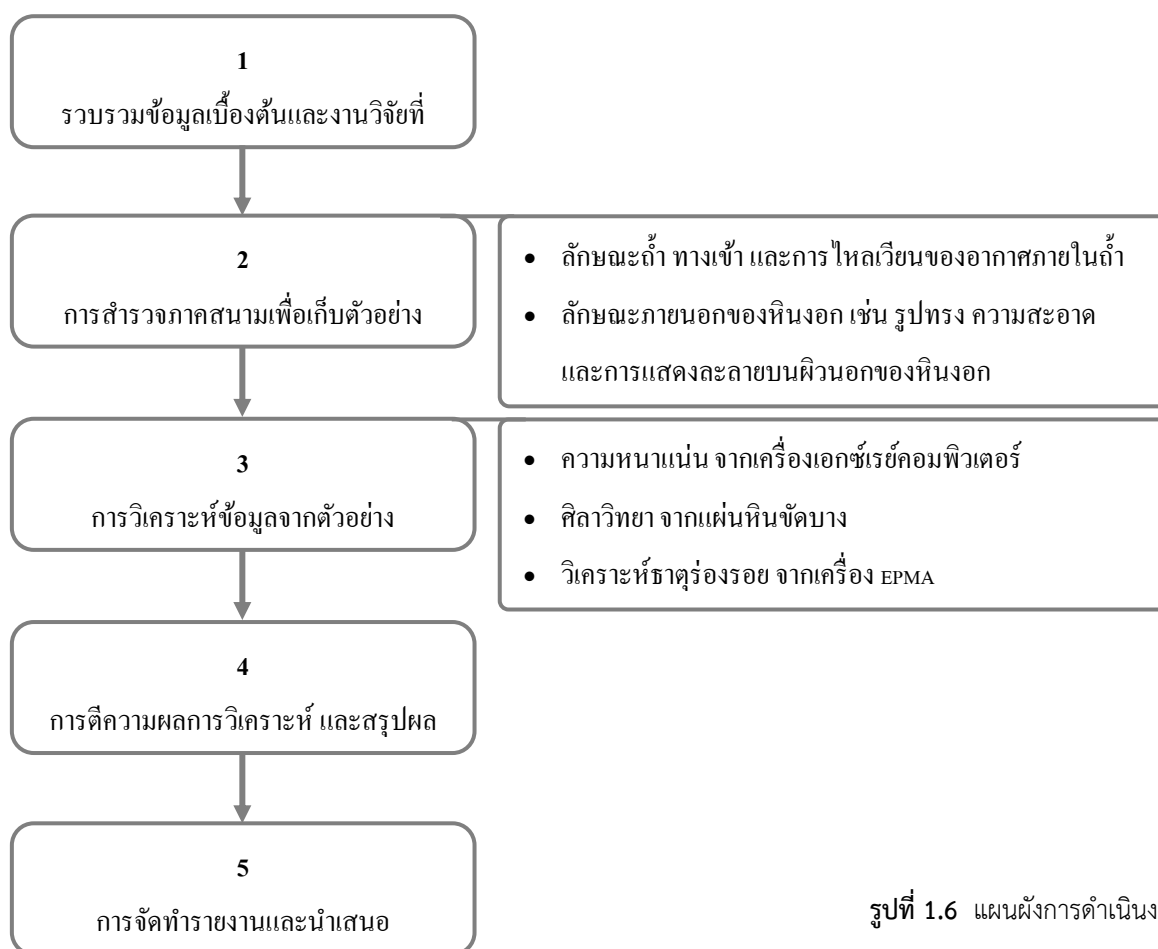 1
รวบรวมข้อมูลเบื้องต้นและงานวิจัยที่
2
การสำรวจภาคสนามเพื่อเก็บตัวอย่าง
• ลักษณะถ้ำ ทางเข้า และการไหลเวียนของอากาศภายในถ้ำ
• ลักษณะภายนอกของหินงอก เช่น รูปทรง ความสะอาด
และการแสดงละลายบนผิวนอกของหินงอก
3
การวิเคราะห์ข้อมูลจากตัวอย่าง
• ความหนาแน่น จากเครื่องเอกซ์เรย์คอมพิวเตอร์
• ศิลาวิทยา จากแผ่นหินขัดบาง
• วิเคราะห์ธาตุร่องรอย จากเครื่อง EPMA
4
การตีความผลการวิเคราะห์ และสรุปผล
5
การจัดทำรายงานและนำเสนอ
รูปที่ 1.6 แผนผังการดำเนินง